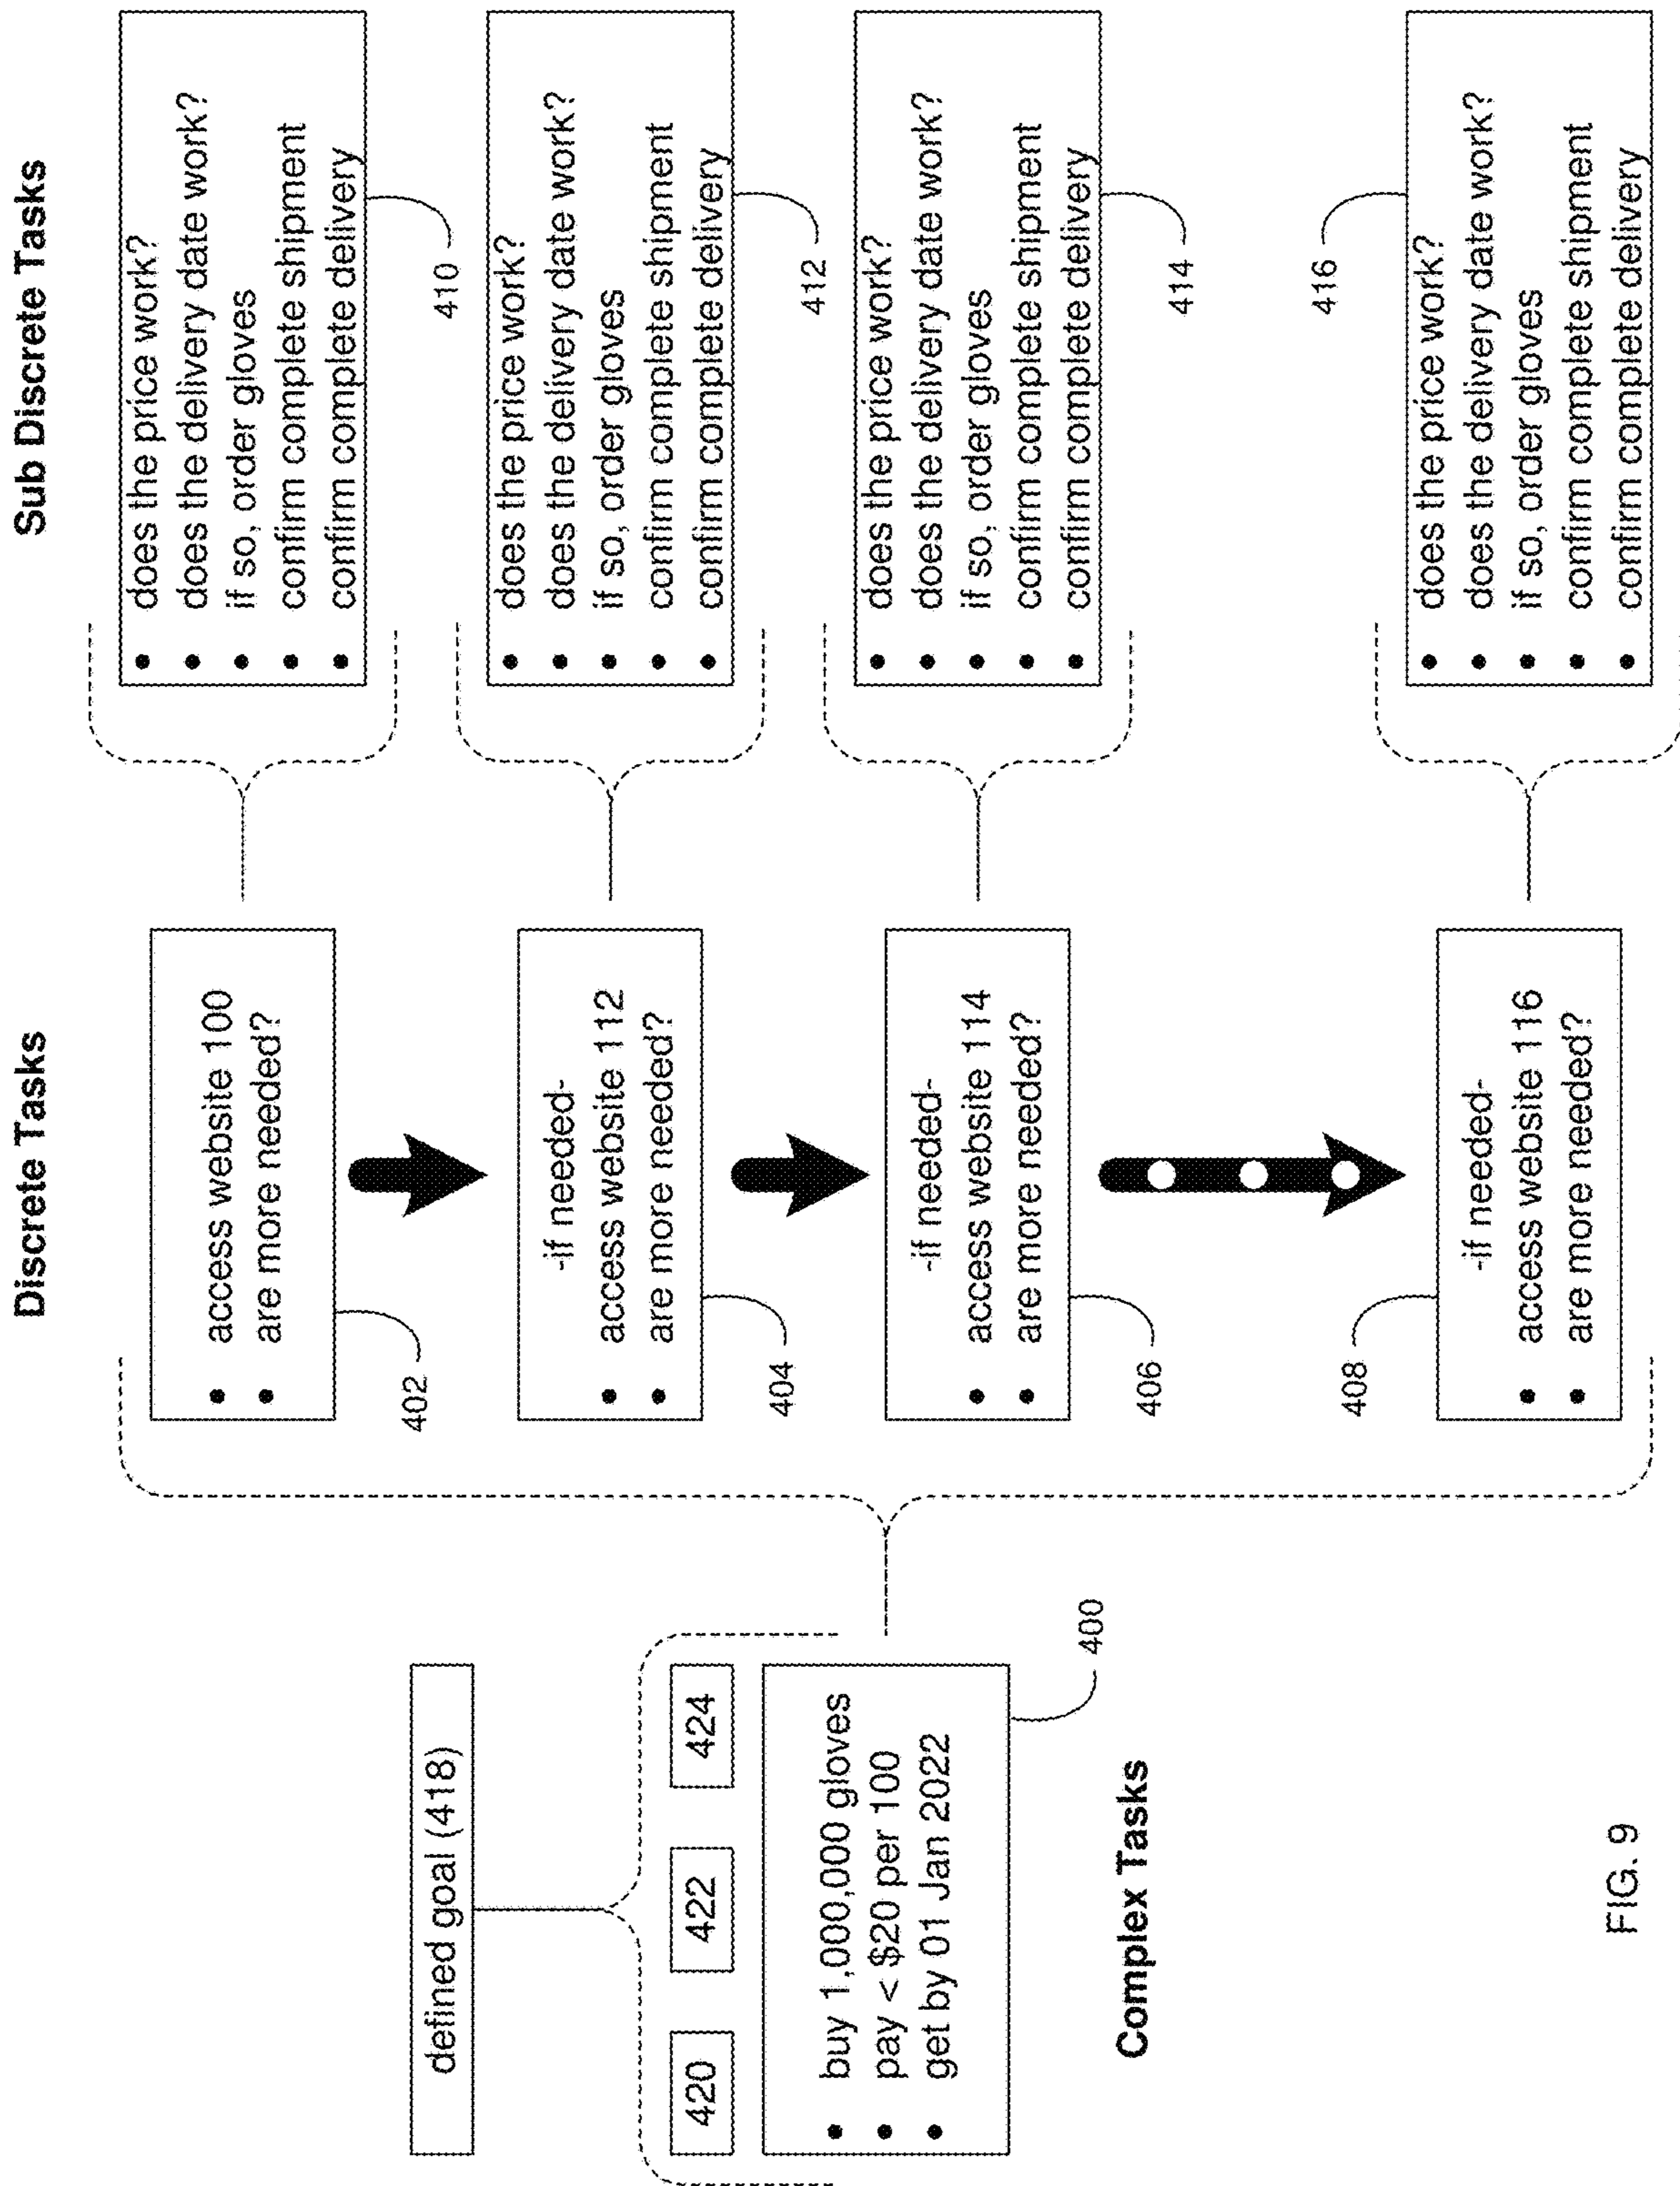 defined goal (418)
420
422
424
• buy 1,000,000 gloves
• pay < $20 per 100
• get by 01 Jan 2022
400
Complex Tasks
Discrete Tasks
• access website 100
• are more needed?
402
-if needed-
• access website 112
• are more needed?
404
-if needed-
• access website 114
• are more needed?
406
408
-if needed-
• access website 116
• are more needed?
Sub Discrete Tasks
• does the price work?
• does the delivery date work?
• if so, order gloves
• confirm complete shipment
• confirm complete delivery
410
• does the price work?
• does the delivery date work?
• if so, order gloves
• confirm complete shipment
• confirm complete delivery
412
• does the price work?
• does the delivery date work?
• if so, order gloves
• confirm complete shipment
• confirm complete delivery
414
416
• does the price work?
• does the delivery date work?
• if so, order gloves
• confirm complete shipment
• confirm complete delivery
FIG. 9